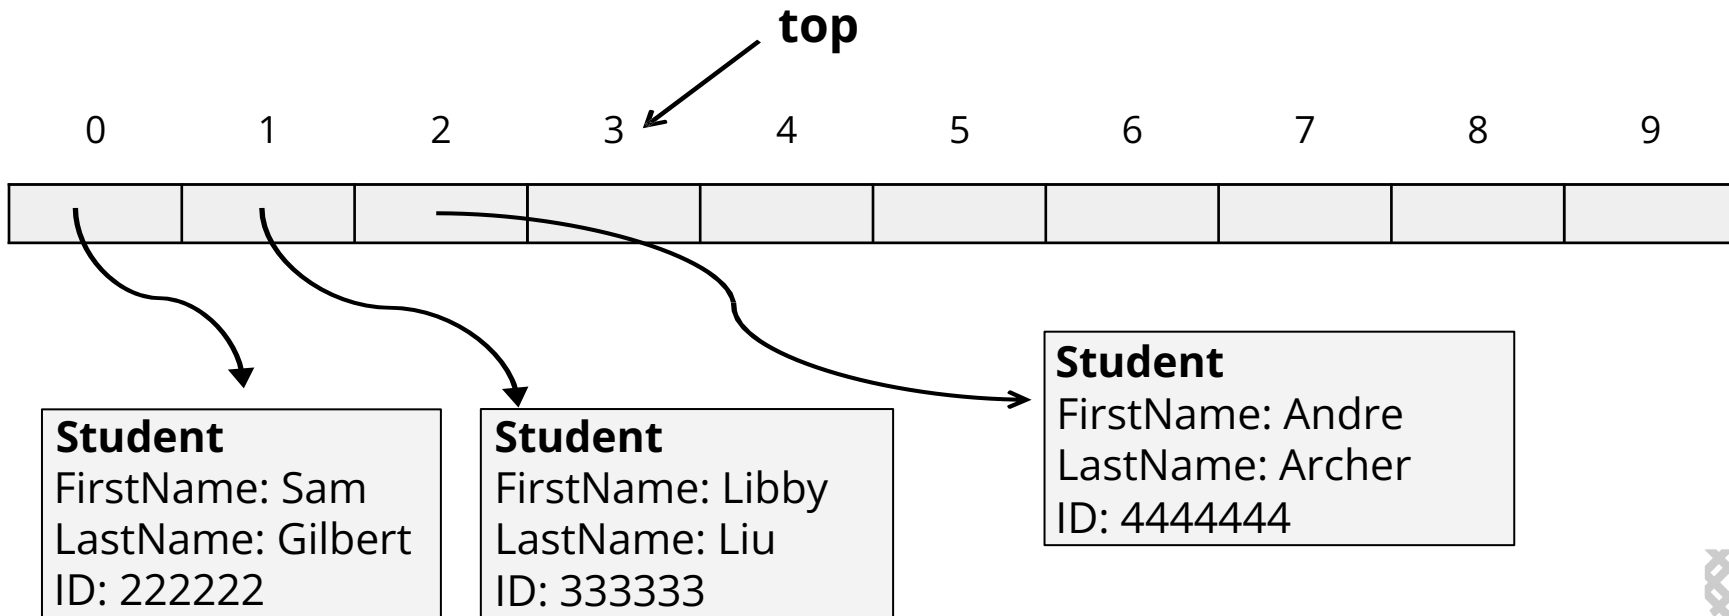 top
0 1 2 3 4 5 6 7 8 9
Student
FirstName: Sam
LastName: Gilbert
ID: 222222
Student
FirstName: Libby
LastName: Liu
ID: 333333
Student
FirstName: Andre
LastName: Archer
ID: 4444444